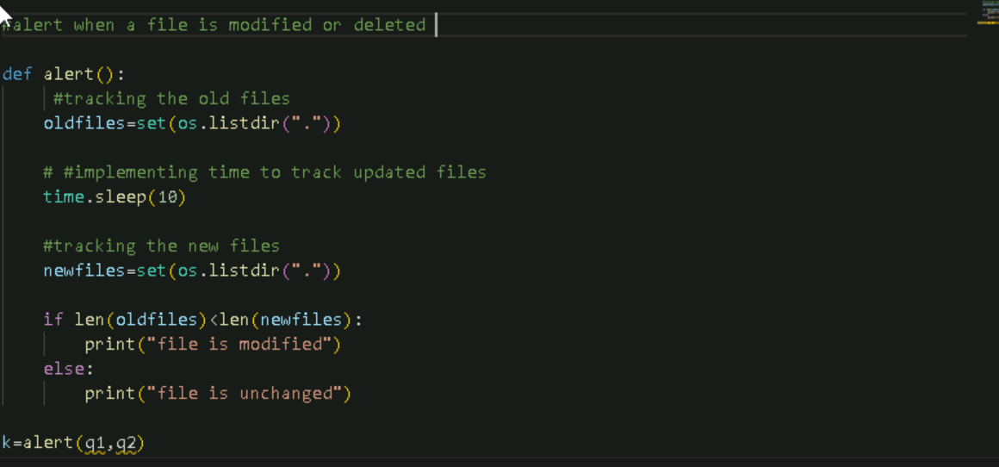 #alert when a file is modified or deleted
def alert():
#tracking the old files
oldfiles=set(os.listdir("."))
# #implementing time to track updated files
time.sleep(10)
#tracking the new files
newfiles=set(os.listdir("."))
if len(oldfiles)<len(newfiles):
print("file is modified")
else:
print("file is unchanged")
k=alert(q1,q2)